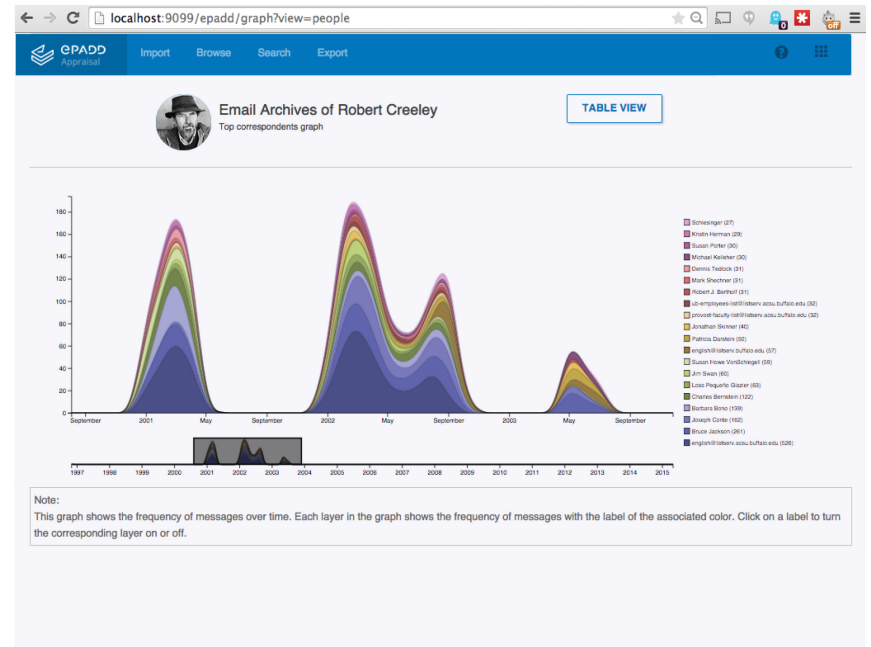 localhost:9099/epadd/graph?view=people
0
off
ePADD
Appraisal
Import Browse Search Export
?
Email Archives of Robert Creeley
Top correspondents graph
TABLE VIEW
180
160
140
120
100
80
60
40
20
0
September 2001 May September 2002 May September 2003 May September
1997 1998 1999 2000 2001 2002 2003 2004 2005 2006 2007 2008 2009 2010 2011 2012 2013 2014 2015
Schlesinger (27)
Kristin Herman (29)
Susan Porter (30)
Michael Kelleher (30)
Dennis Tedlock (31)
Mark Shechner (31)
Robert J. Bertholf (31)
ub-employees-list@listserv.acsu.buffalo.edu (32)
provost-faculty-list@listserv.acsu.buffalo.edu (32)
Jonathan Skinner (40)
Patricia Darstein (50)
english@listserv.buffalo.edu (57)
Susan Howe VonSchlegell (59)
Jim Swan (60)
Loss Pequeño Glazier (63)
Charles Bernstein (122)
Barbara Bono (139)
Joseph Conte (162)
Bruce Jackson (261)
english@listserv.acsu.buffalo.edu (526)
Note:
This graph shows the frequency of messages over time. Each layer in the graph shows the frequency of messages with the label of the associated color. Click on a label to turn
the corresponding layer on or off.